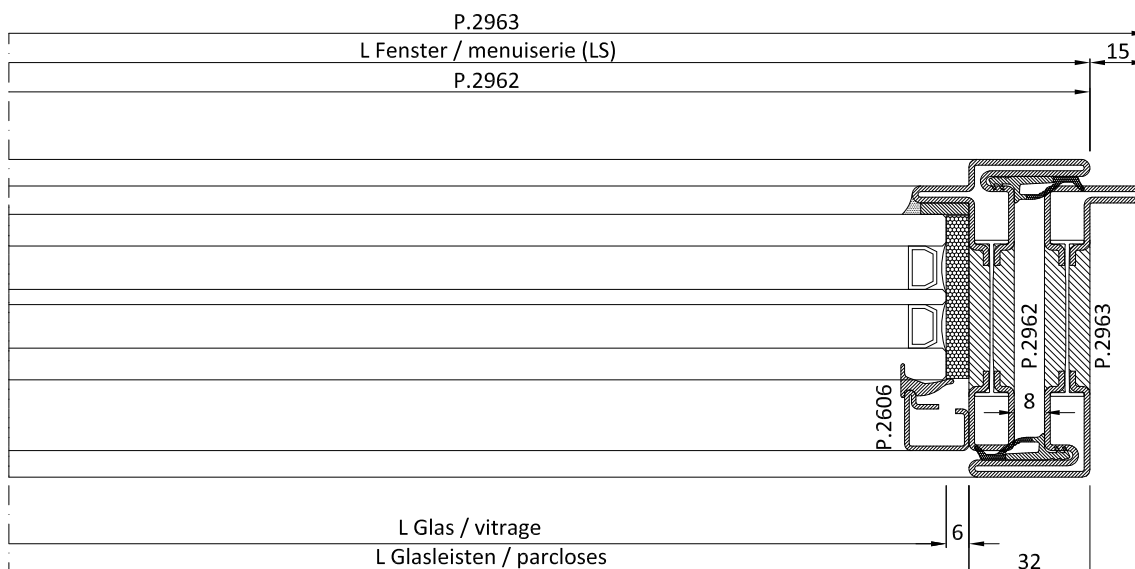 P.2963
L Fenster / menuiserie (LS)
15
P.2962
P.2962
P.2963
P.2606
8
L Glas / vitrage
6
L Glasleisten / parcloses
32